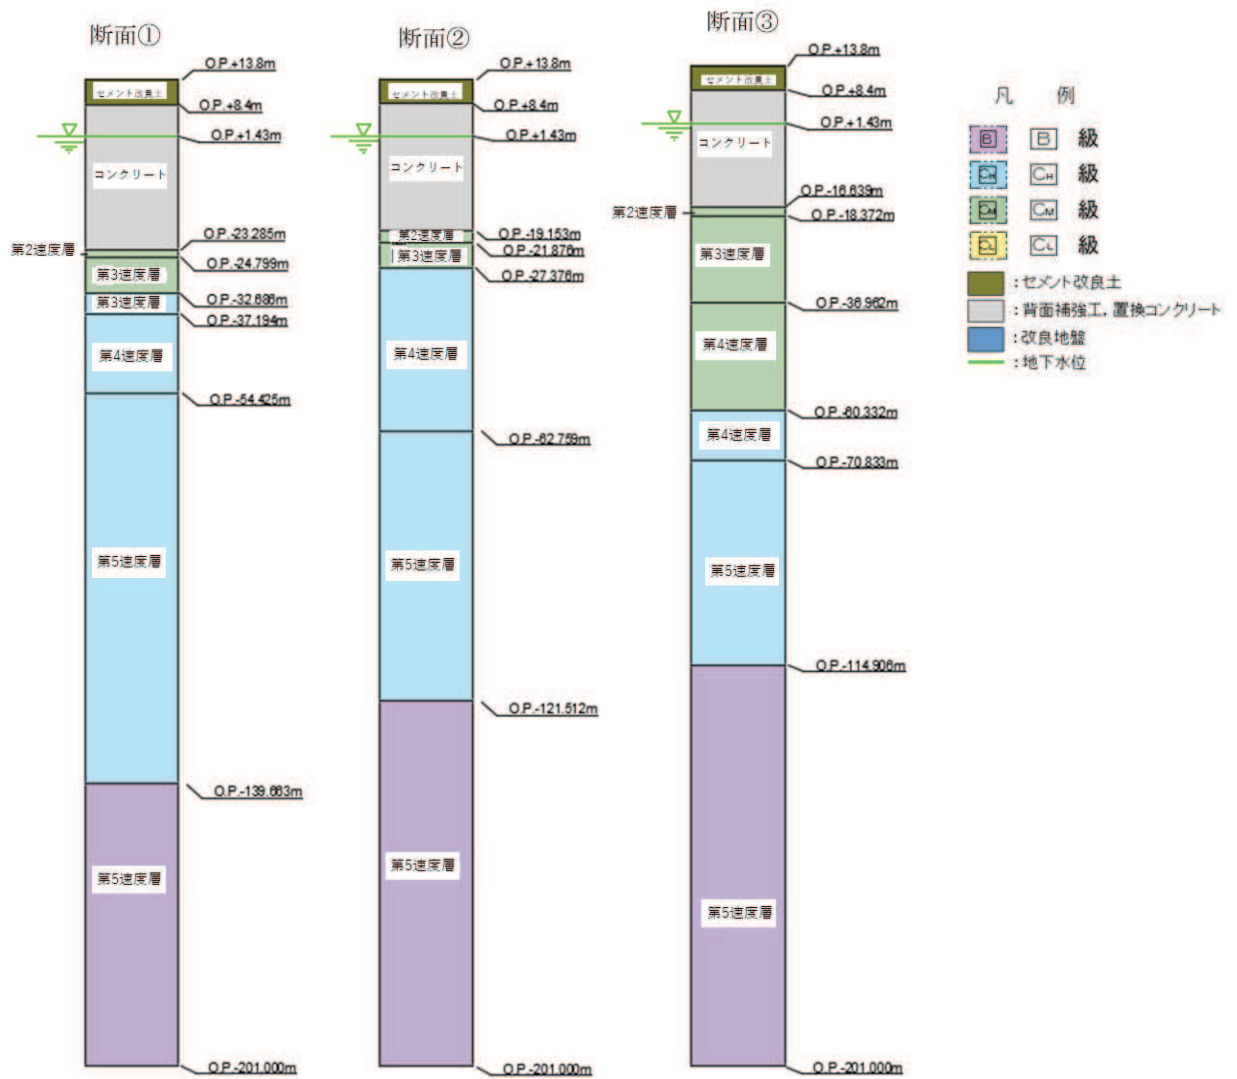 断面①
O.P.+13.8m
セメント改良土
O.P.+8.4m
O.P.+1.43m
コンクリート
O.P.-23.285m
第2速度層
O.P.-24.799m
第3速度層
O.P.-32.686m
第3速度層
O.P.-37.194m
第4速度層
O.P.-54.425m
第5速度層
O.P.-139.663m
第5速度層
O.P.-201.000m
断面②
O.P.+13.8m
セメント改良土
O.P.+8.4m
O.P.+1.43m
コンクリート
O.P.-19.153m
第2速度層
O.P.-21.876m
第3速度層
O.P.-27.376m
第4速度層
O.P.-62.759m
第5速度層
O.P.-121.512m
第5速度層
O.P.-201.000m
断面③
O.P.+13.8m
セメント改良土
O.P.+8.4m
O.P.+1.43m
コンクリート
O.P.-16.639m
第2速度層
O.P.-18.372m
第3速度層
O.P.-36.962m
第4速度層
O.P.-60.332m
第4速度層
O.P.-70.833m
第5速度層
O.P.-114.906m
第5速度層
O.P.-201.000m
凡 例
B B 級
CH CH 級
CM CM 級
CL CL 級
：セメント改良土
：背面補強工，置換コンクリート
：改良地盤
：地下水位